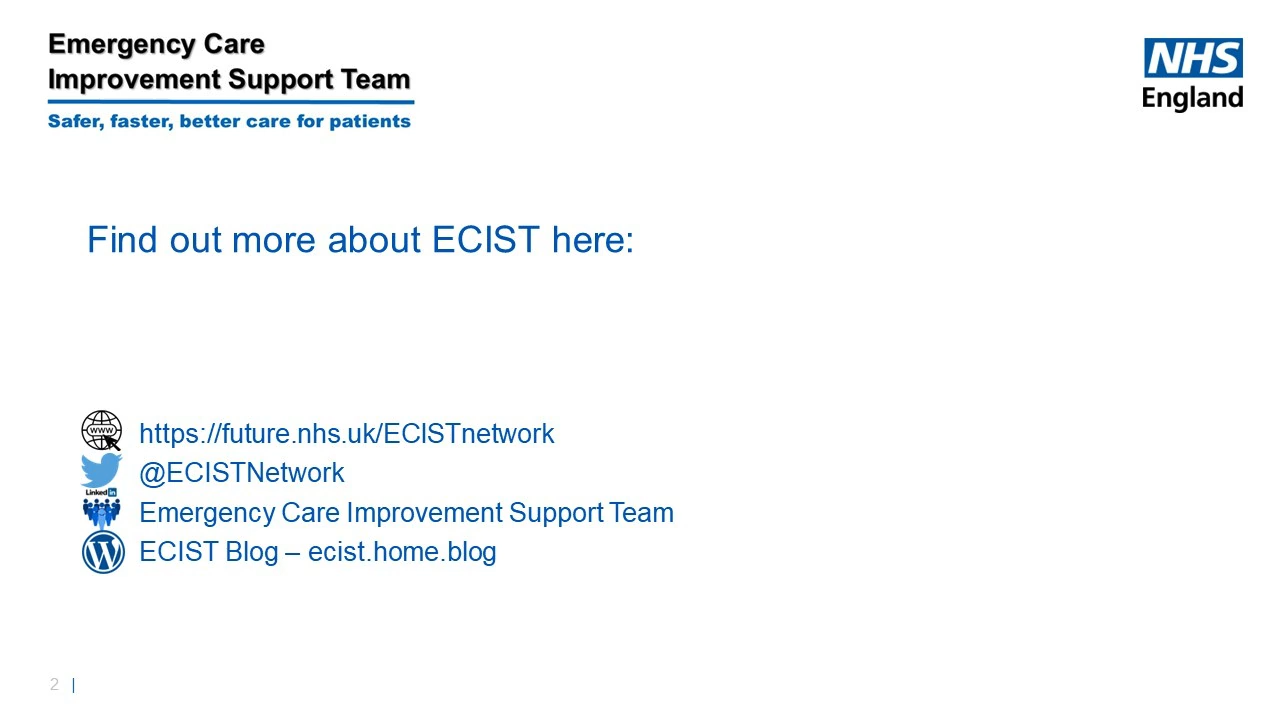 Emergency Care
Improvement Support Team
Safer, faster, better care for patients
NHS
England
Find out more about ECIST here:
www
https://future.nhs.uk/ECISTnetwork
@ECISTNetwork
Linked in
Emergency Care Improvement Support Team
ECIST Blog – ecist.home.blog
2 |